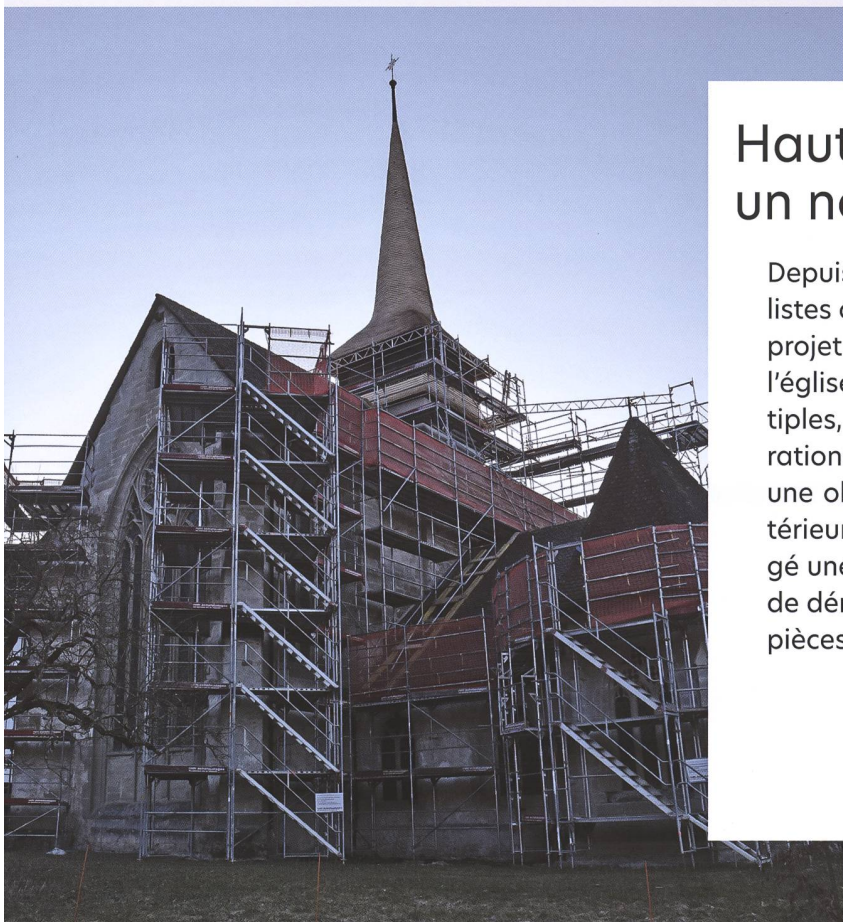 Haut
un n
Depuis
listes
projet
l'église
tiples,
ration
une o
térieur
gé une
de dé
pièces